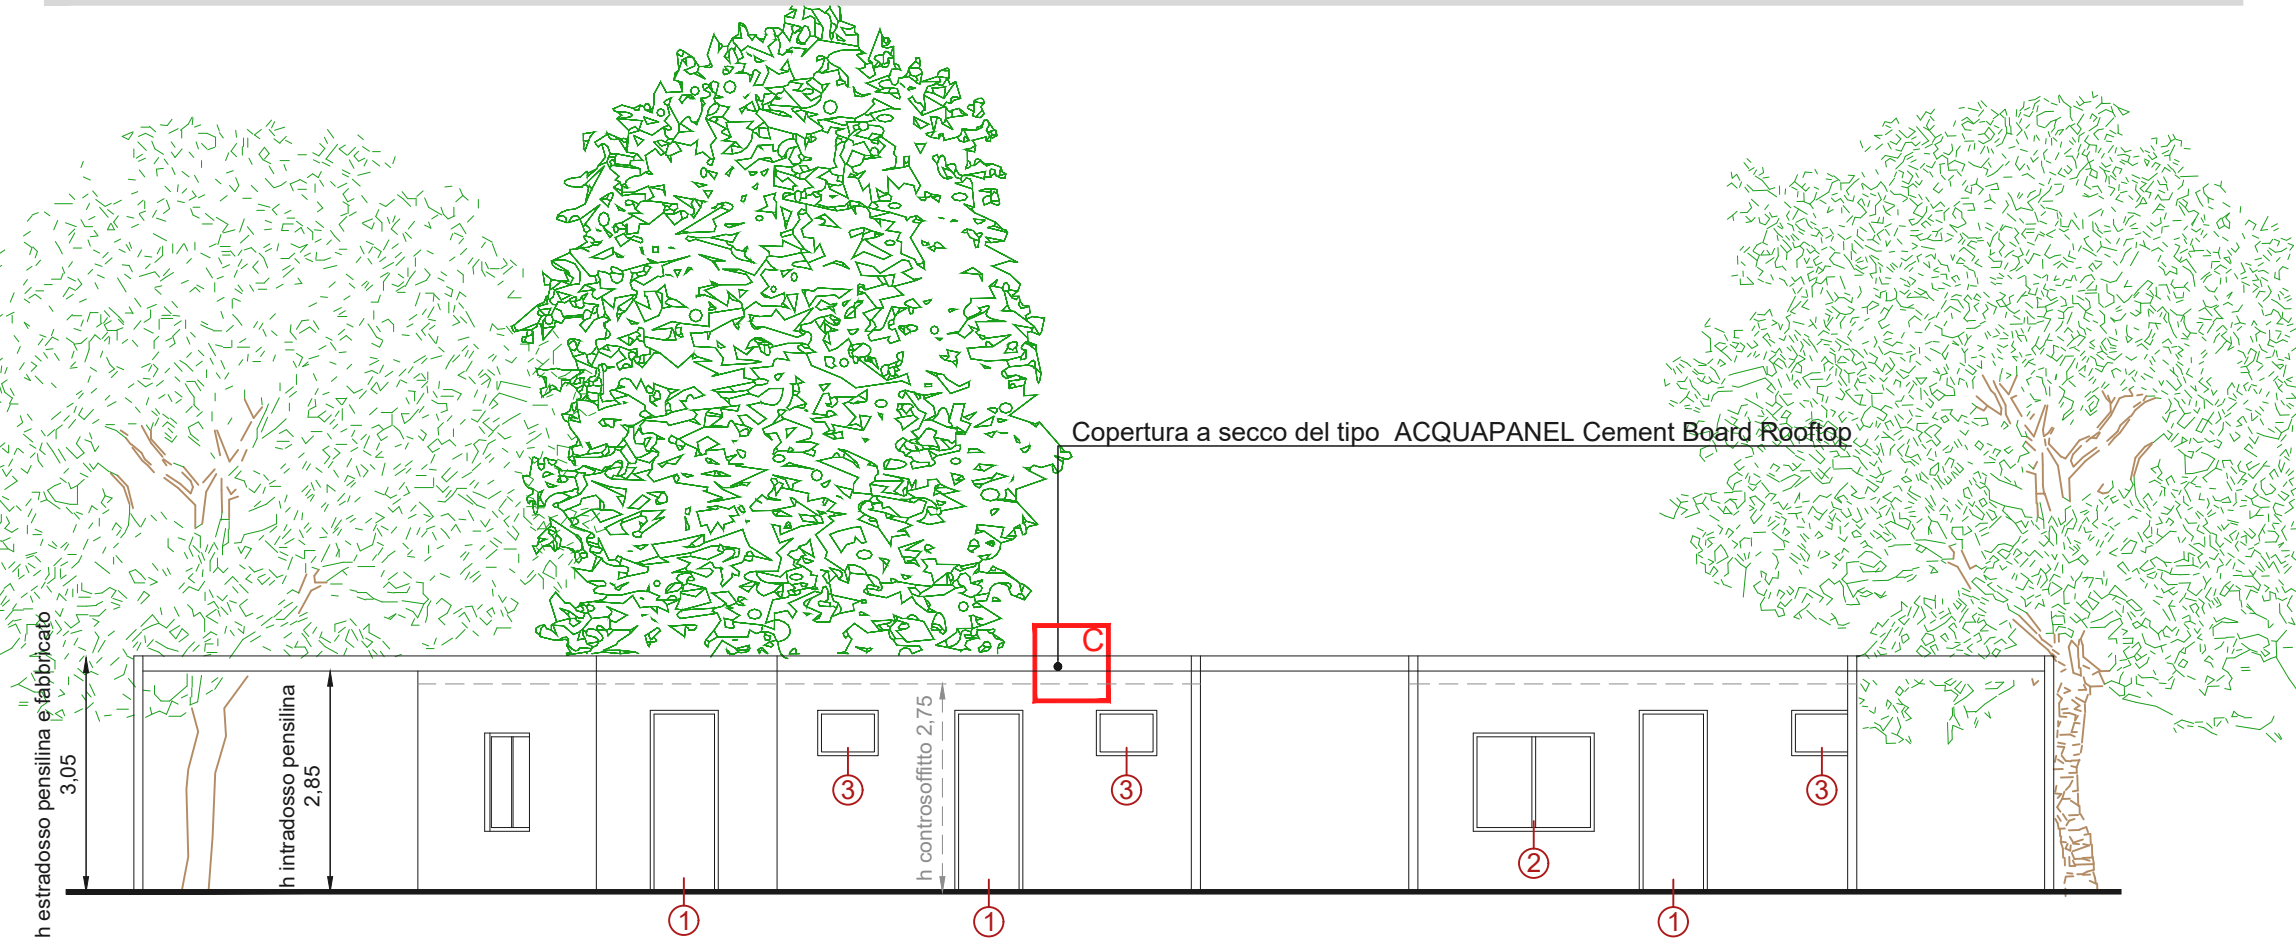 Copertura a secco del tipo ACQUAPANEL Cement Board Rooftop
C
h estradosso pensilina e fabbricato
3,05
h intradosso pensilina
2,85
h controsoffitto 2,75
3
3
3
2
1
1
1